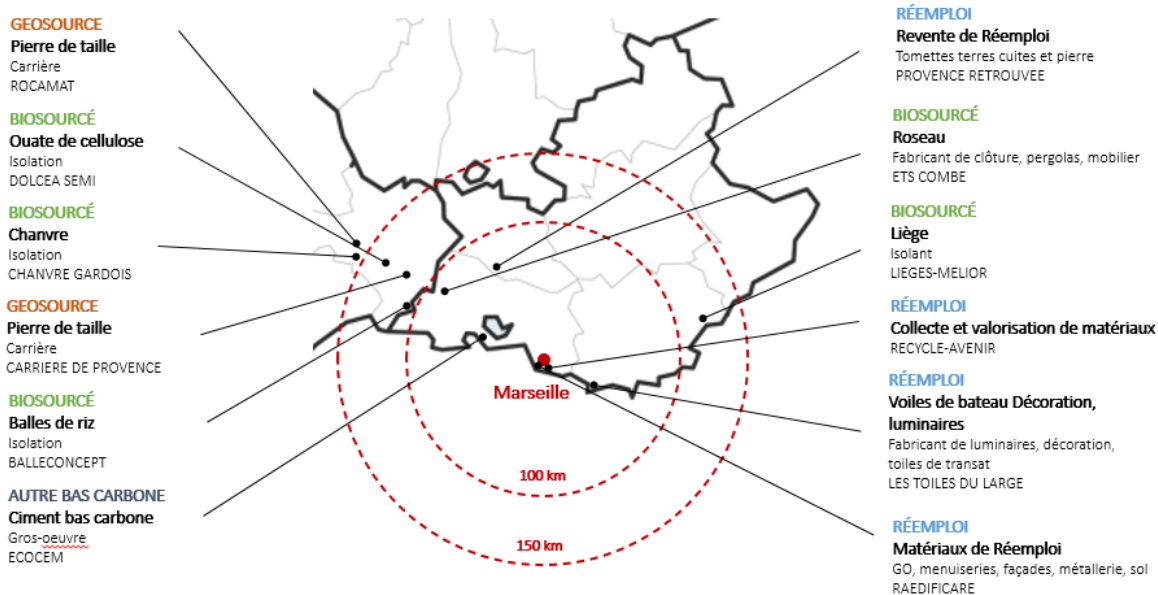 GEOSOURCE
Pierre de taille
Carrière
ROCAMAT
BIOSOURCÉ
Ouate de cellulose
Isolation
DOLCEA SEMI
BIOSOURCÉ
Chanvre
Isolation
CHANVRE GARDOIS
GEOSOURCE
Pierre de taille
Carrière
CARRIERE DE PROVENCE
BIOSOURCÉ
Balles de riz
Isolation
BALLECONCEPT
AUTRE BAS CARBONE
Ciment bas carbone
Gros-oeuvre
ECOCEM
Marseille
100 km
150 km
RÉEMPLOI
Revente de Réemploi
Tomettes terres cuites et pierre
PROVENCE RETROUVEE
BIOSOURCÉ
Roseau
Fabricant de clôture, pergolas, mobilier
ETS COMBE
BIOSOURCÉ
Liège
Isolant
LIEGES-MELIOR
RÉEMPLOI
Collecte et valorisation de matériaux
RECYCLE-AVENIR
RÉEMPLOI
Voiles de bateau Décoration,
luminaires
Fabricant de luminaires, décoration,
toiles de transat
LES TOILES DU LARGE
RÉEMPLOI
Matériaux de Réemploi
GO, menuiseries, façades, métallerie, sol
RAEDIFICARE